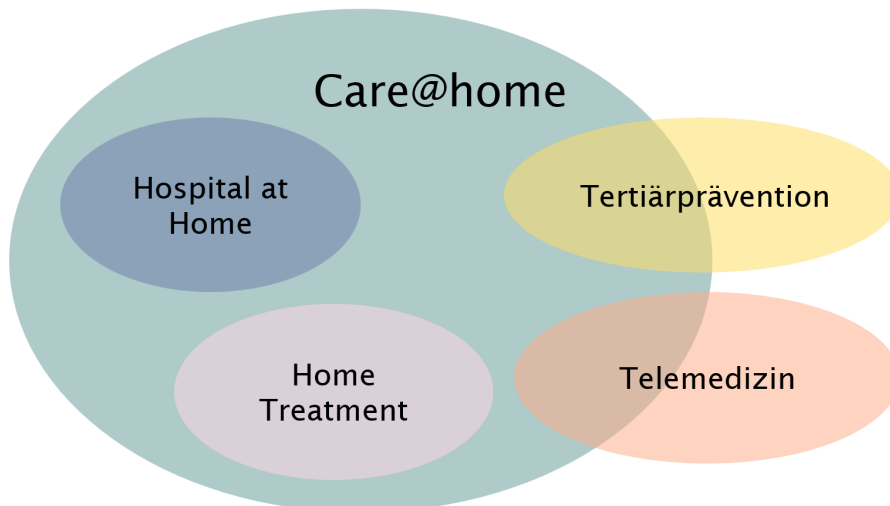 Care@home
Hospital at
Home
Tertiärprävention
Home
Treatment
Telemedizin